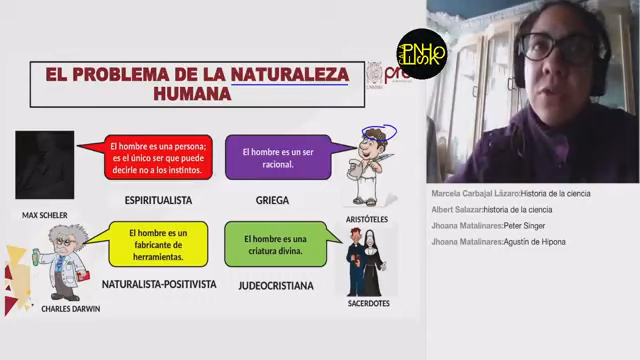 EL PROBLEMA DE LA NATURALEZA
HUMANA
El hombre es una persona;
es el único ser que puede
decirle no a los instintos.
El hombre es un ser
racional.
ESPIRITUALISTA
GRIEGA
MAX SCHELER
ARISTÓTELES
El hombre es un
fabricante de
herramientas.
El hombre es una
criatura divina.
NATURALISTA-POSITIVISTA
JUDEOCRISTIANA
CHARLES DARWIN
SACERDOTES
Marcela Carbajal Lázaro:Historia de la ciencia
Albert Salazar:historia de la ciencia
Jhoana Matalinares:Peter Singer
Jhoana Matalinares:Agustín de Hipona